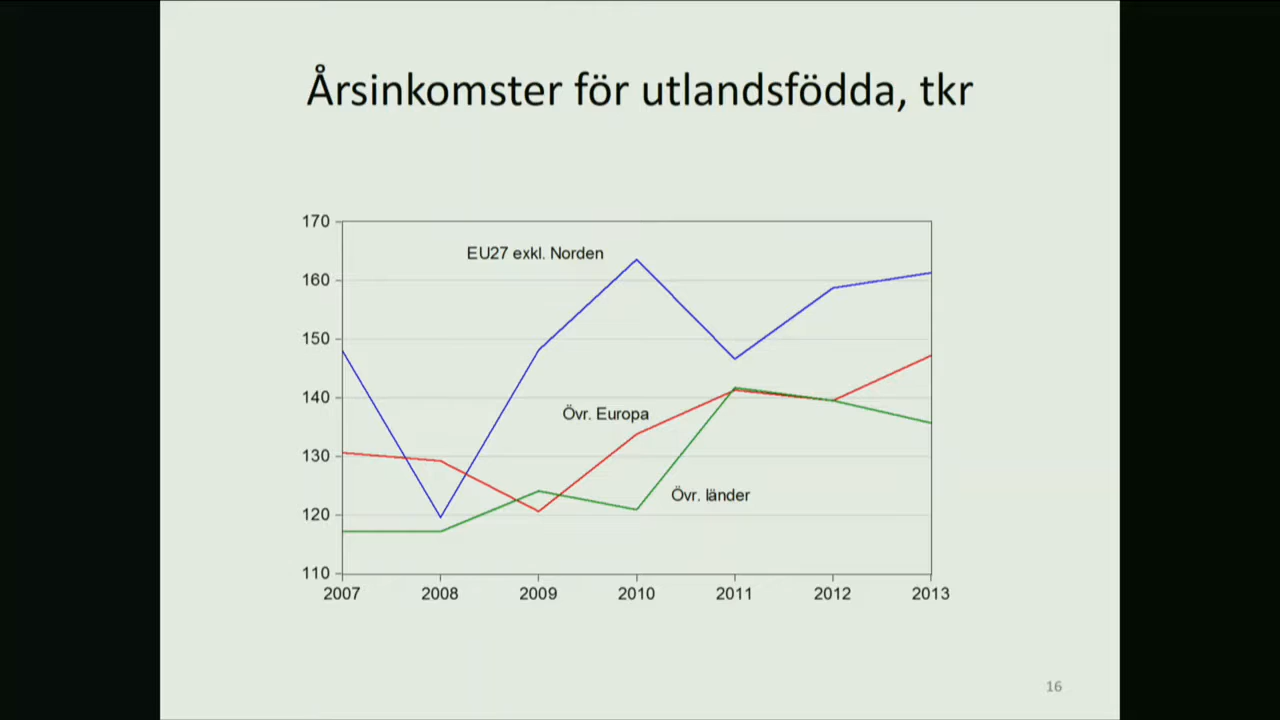 Årsinkomster för utlandsfödda, tkr
170
160
150
140
130
120
110
EU27 exkl. Norden
Övr. Europa
Övr. länder
2007 2008 2009 2010 2011 2012 2013
16